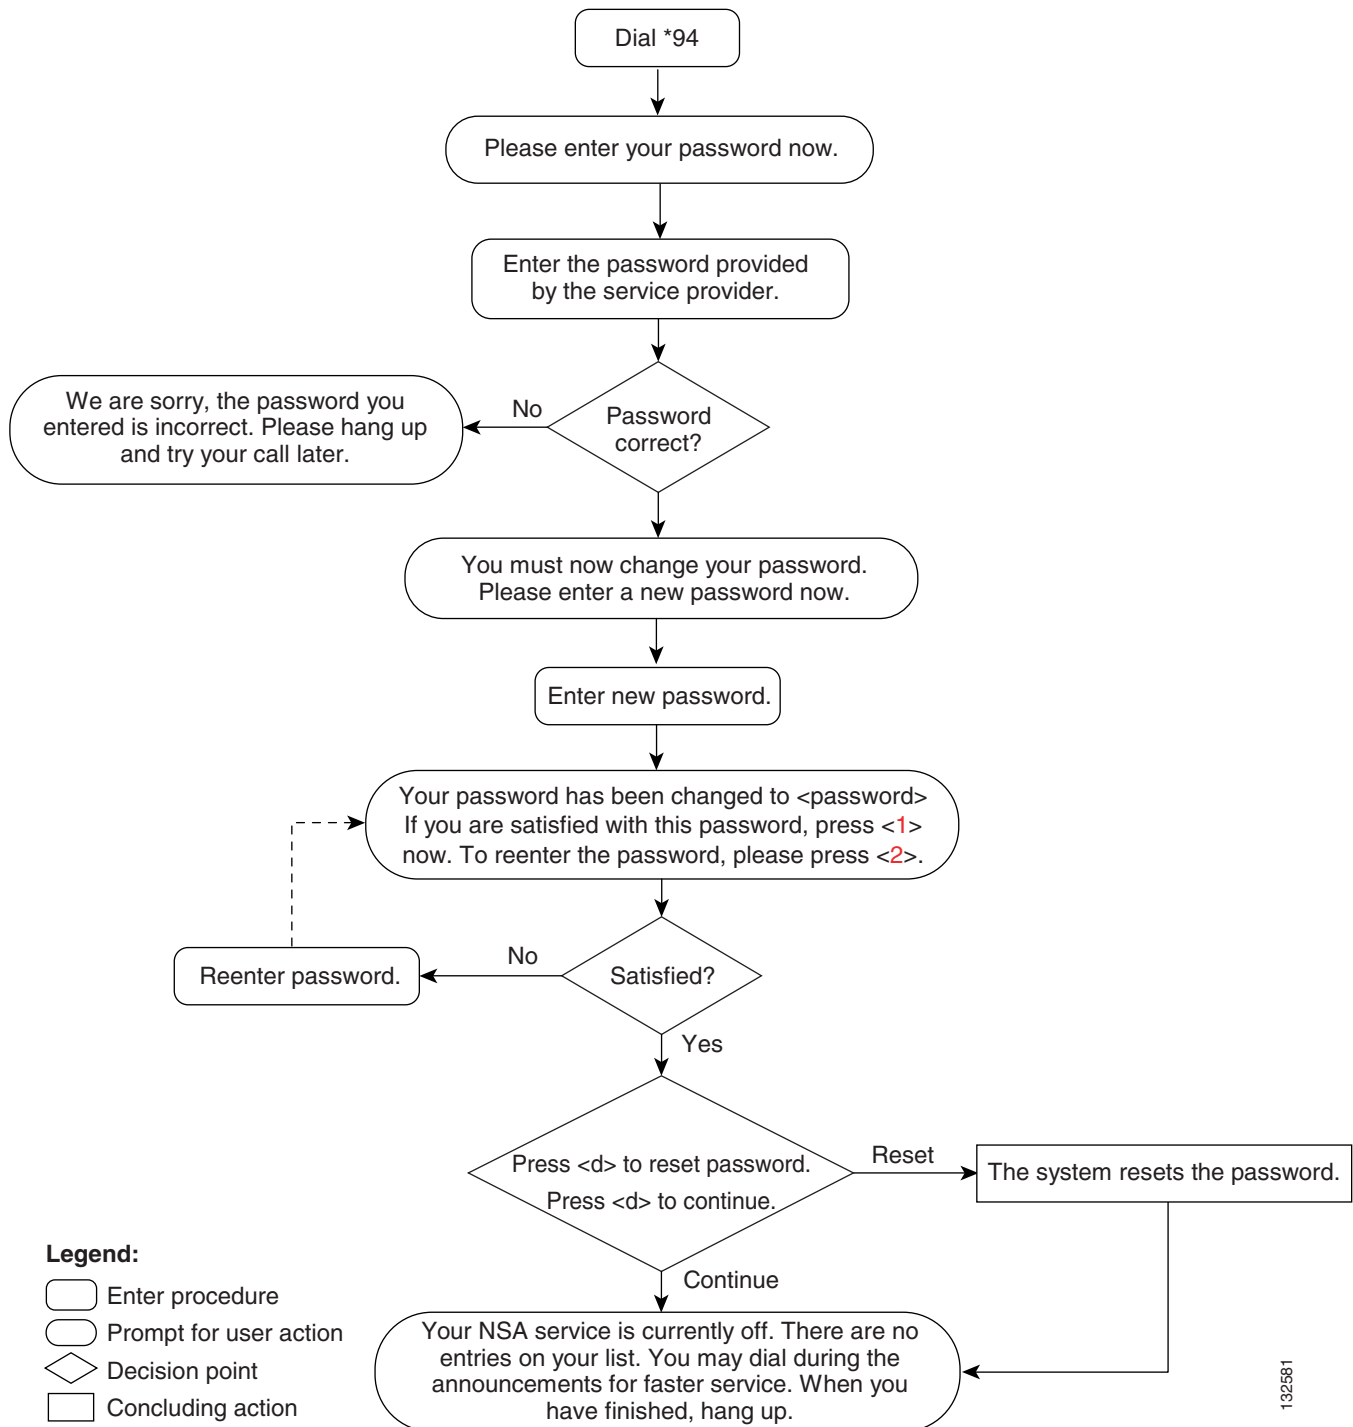 Dial *94
Please enter your password now.
Enter the password provided
by the service provider.
We are sorry, the password you
entered is incorrect. Please hang up
and try your call later.
No
Password
correct?
You must now change your password.
Please enter a new password now.
Enter new password.
Your password has been changed to <password>
If you are satisfied with this password, press <1>
now. To reenter the password, please press <2>.
Reenter password.
No
Satisfied?
Yes
Press <d> to reset password.
Press <d> to continue.
Reset
The system resets the password.
Continue
Your NSA service is currently off. There are no
entries on your list. You may dial during the
announcements for faster service. When you
have finished, hang up.
Legend:
Enter procedure
Prompt for user action
Decision point
Concluding action
132581